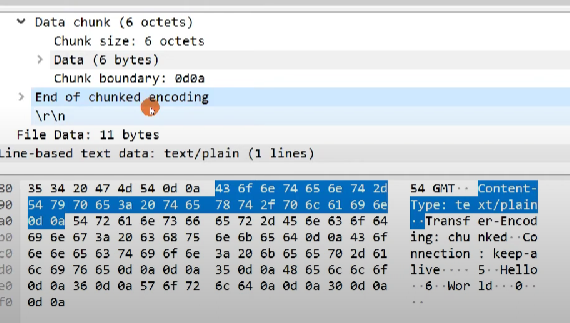 Data chunk (6 octets)
Chunk size: 6 octets
Data (6 bytes)
Chunk boundary: 0d0a
End of chunked encoding
\r\n
File Data: 11 bytes
Line-based text data: text/plain (1 lines)
80 35 34 20 47 4d 54 0d 0a 43 6f 6e 74 65 6e 74 2d 54 GMT·· Content-
90 54 79 70 65 3a 20 74 65 78 74 2f 70 6c 61 69 6e Type: te xt/plain
a0 0d 0a 54 72 61 6e 73 66 65 72 2d 45 6e 63 6f 64 ··Transf er-Encod
b0 69 6e 67 3a 20 63 68 75 6e 6b 65 64 0d 0a 43 6f ing: chu nked··Co
c0 6e 6e 65 63 74 69 6f 6e 3a 20 6b 65 65 70 2d 61 nnection : keep-a
d0 6c 69 76 65 0d 0a 0d 0a 35 0d 0a 48 65 6c 6c 6f live···· 5··Hello
e0 0d 0a 36 0d 0a 57 6f 72 6c 64 0a 0d 0a 30 0d 0a ··6··Wor ld···0··
f0 0d 0a ··